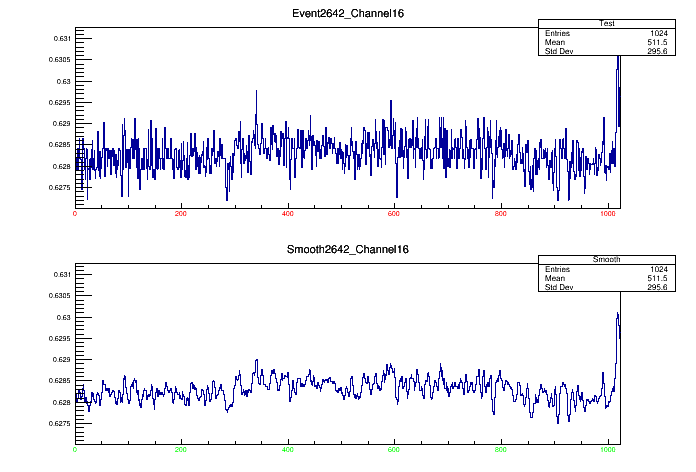 Event2642_Channel16
Test
Entries 1024
Mean 511.5
Std Dev 295.6
0.631
0.6305
0.63
0.6295
0.629
0.6285
0.628
0.6275
0 200 400 600 800 1000
Smooth2642_Channel16
Smooth
Entries 1024
Mean 511.5
Std Dev 295.6
0.631
0.6305
0.63
0.629
0.6285
0.628
0.6275
0 200 400 600 800 1000